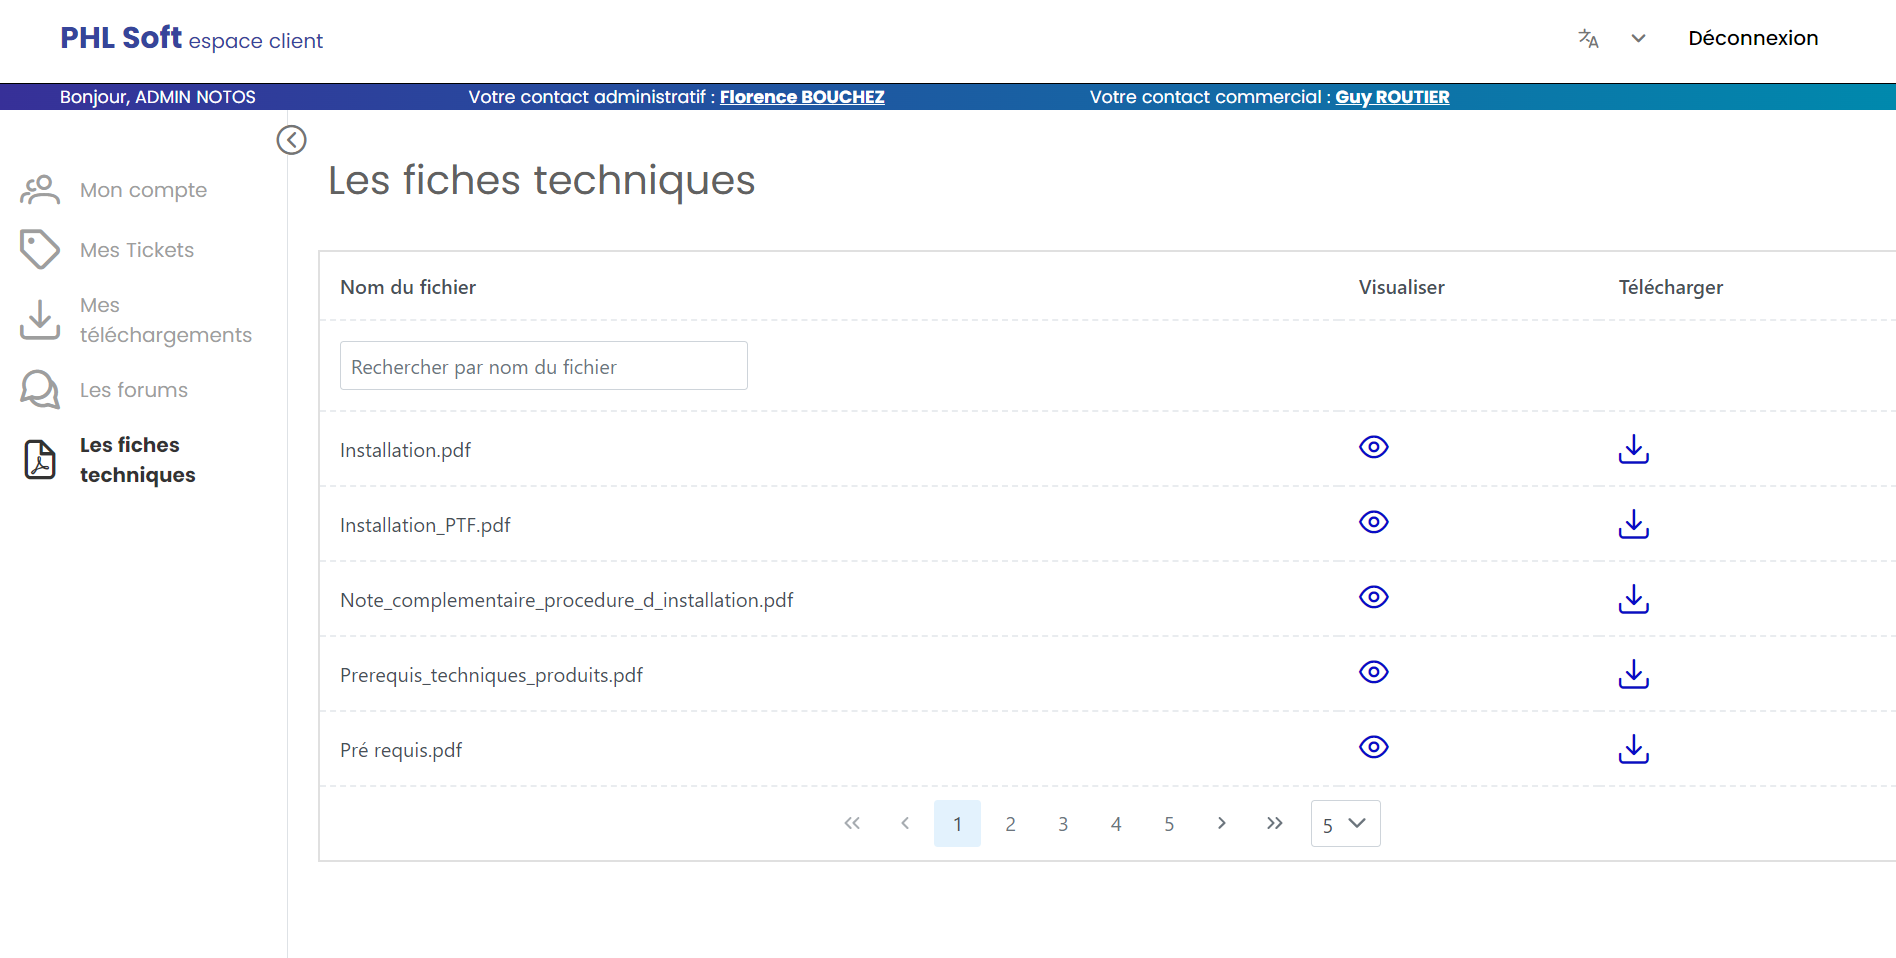 PHL Soft espace client
Déconnexion
Bonjour, ADMIN NOTOS
Votre contact administratif : Florence BOUCHEZ
Votre contact commercial : Guy ROUTIER
Mon compte
Mes Tickets
Mes
téléchargements
Les forums
Les fiches
techniques
Les fiches techniques
Nom du fichier Visualiser Télécharger
Rechercher par nom du fichier
Installation.pdf
Installation_PTF.pdf
Note_complementaire_procedure_d_installation.pdf
Prerequis_techniques_produits.pdf
Pré requis.pdf
1 2 3 4 5 5